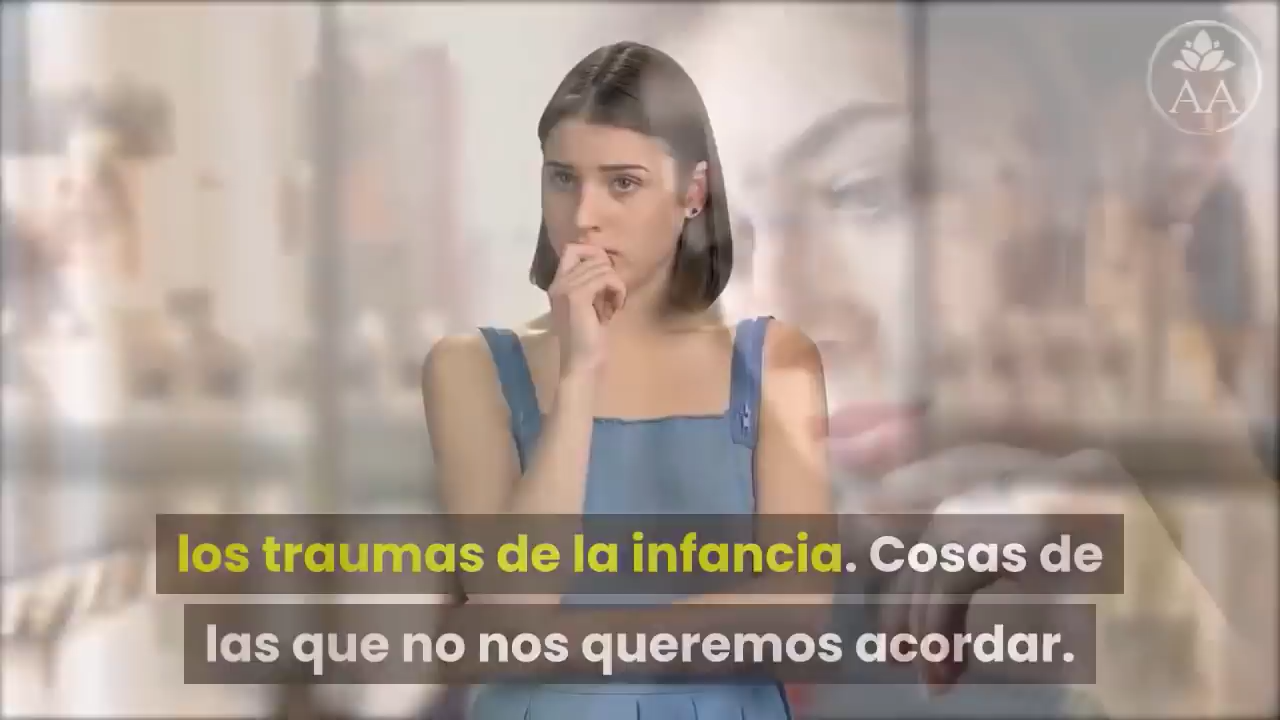 AA
los traumas de la infancia. Cosas de
las que no nos queremos acordar.